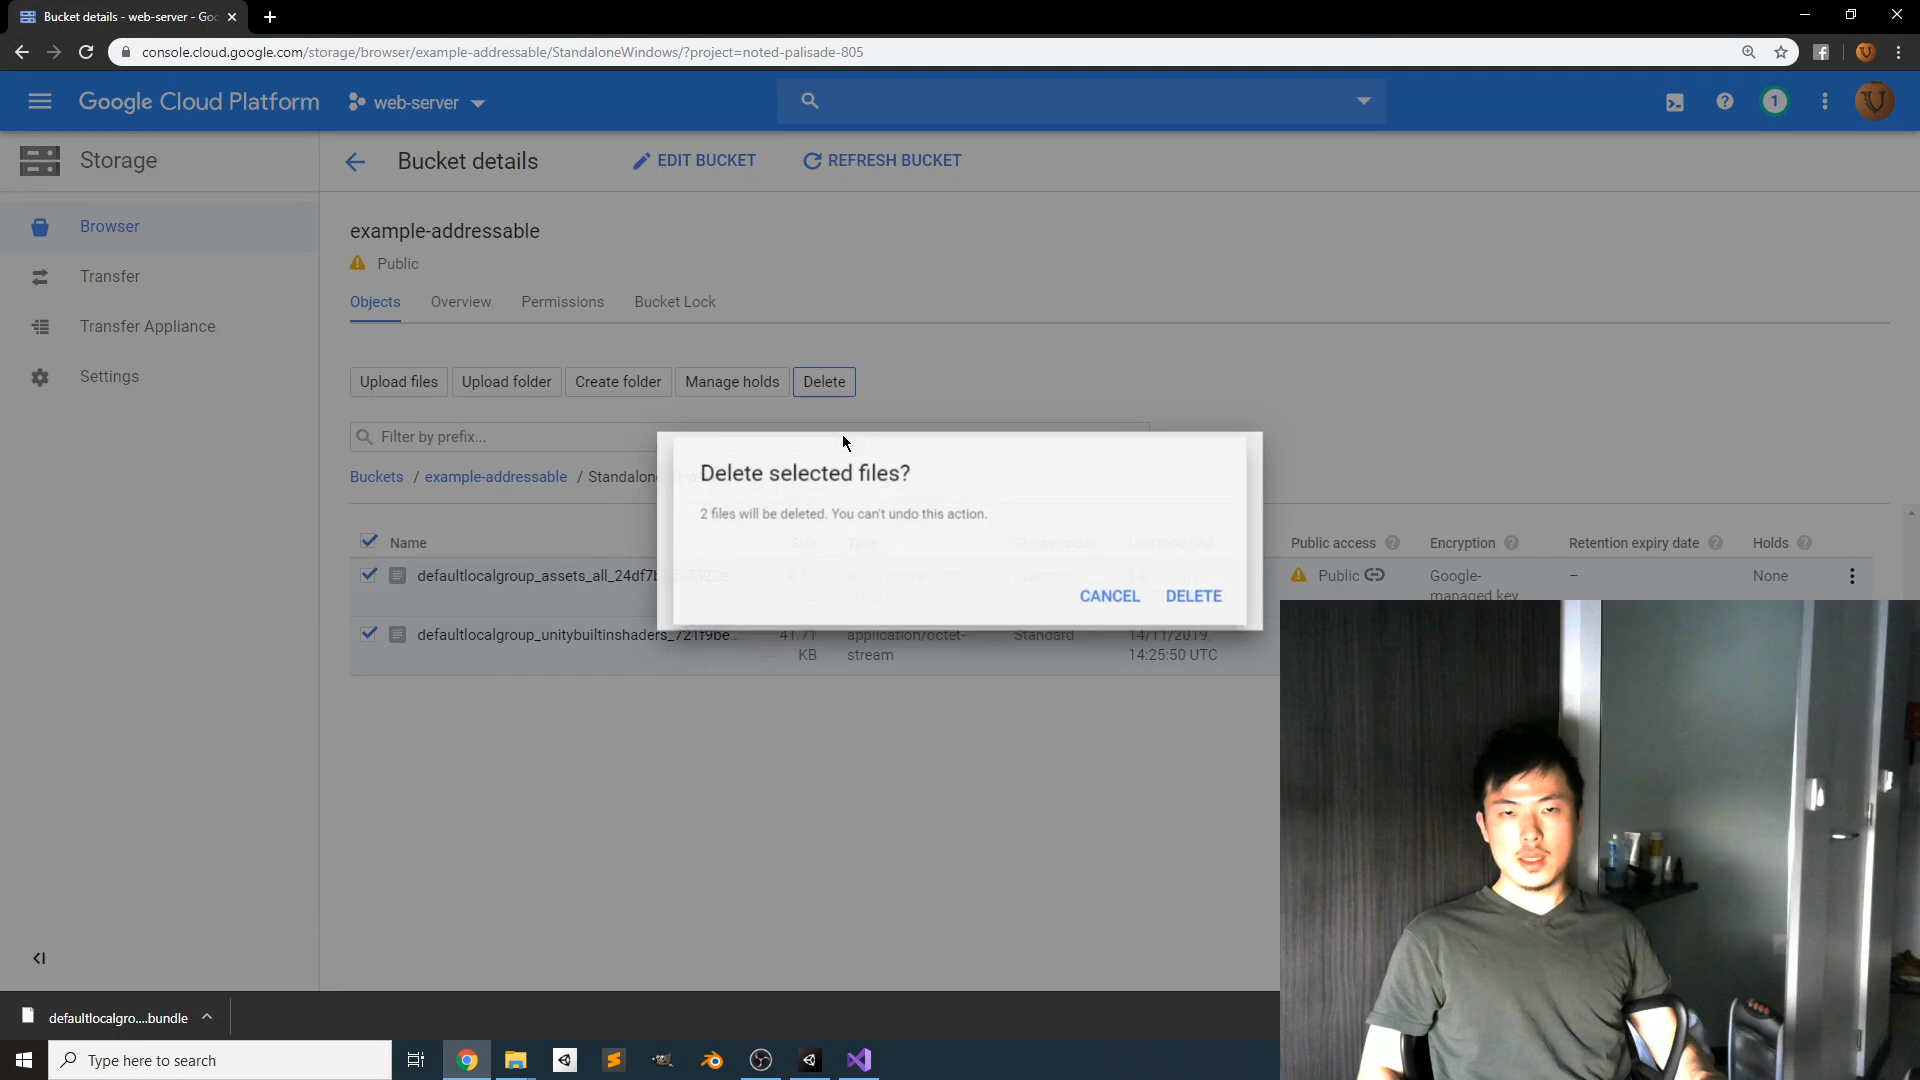 Bucket details - web-server - Goo
console.cloud.google.com/storage/browser/example-addressable/StandaloneWindows/?project=noted-palisade-805
Google Cloud Platform
web-server
1
Storage
Bucket details
EDIT BUCKET
REFRESH BUCKET
Browser
Transfer
Transfer Appliance
Settings
example-addressable
Public
Objects
Overview
Permissions
Bucket Lock
Upload files
Upload folder
Create folder
Manage holds
Delete
Filter by prefix...
Buckets / example-addressable / Standalone
Delete selected files?
2 files will be deleted. You can't undo this action.
CANCEL
DELETE
Name
Public access
Encryption
Retention expiry date
Holds
defaultlocalgroup_assets_all_24df7b
Public
Google-
managed key
–
None
defaultlocalgroup_unitybuiltinshaders_721f9be...
41.71
KB
application/octet-
stream
Standard
14/11/2019,
14:25:50 UTC
defaultlocalgro....bundle
Type here to search